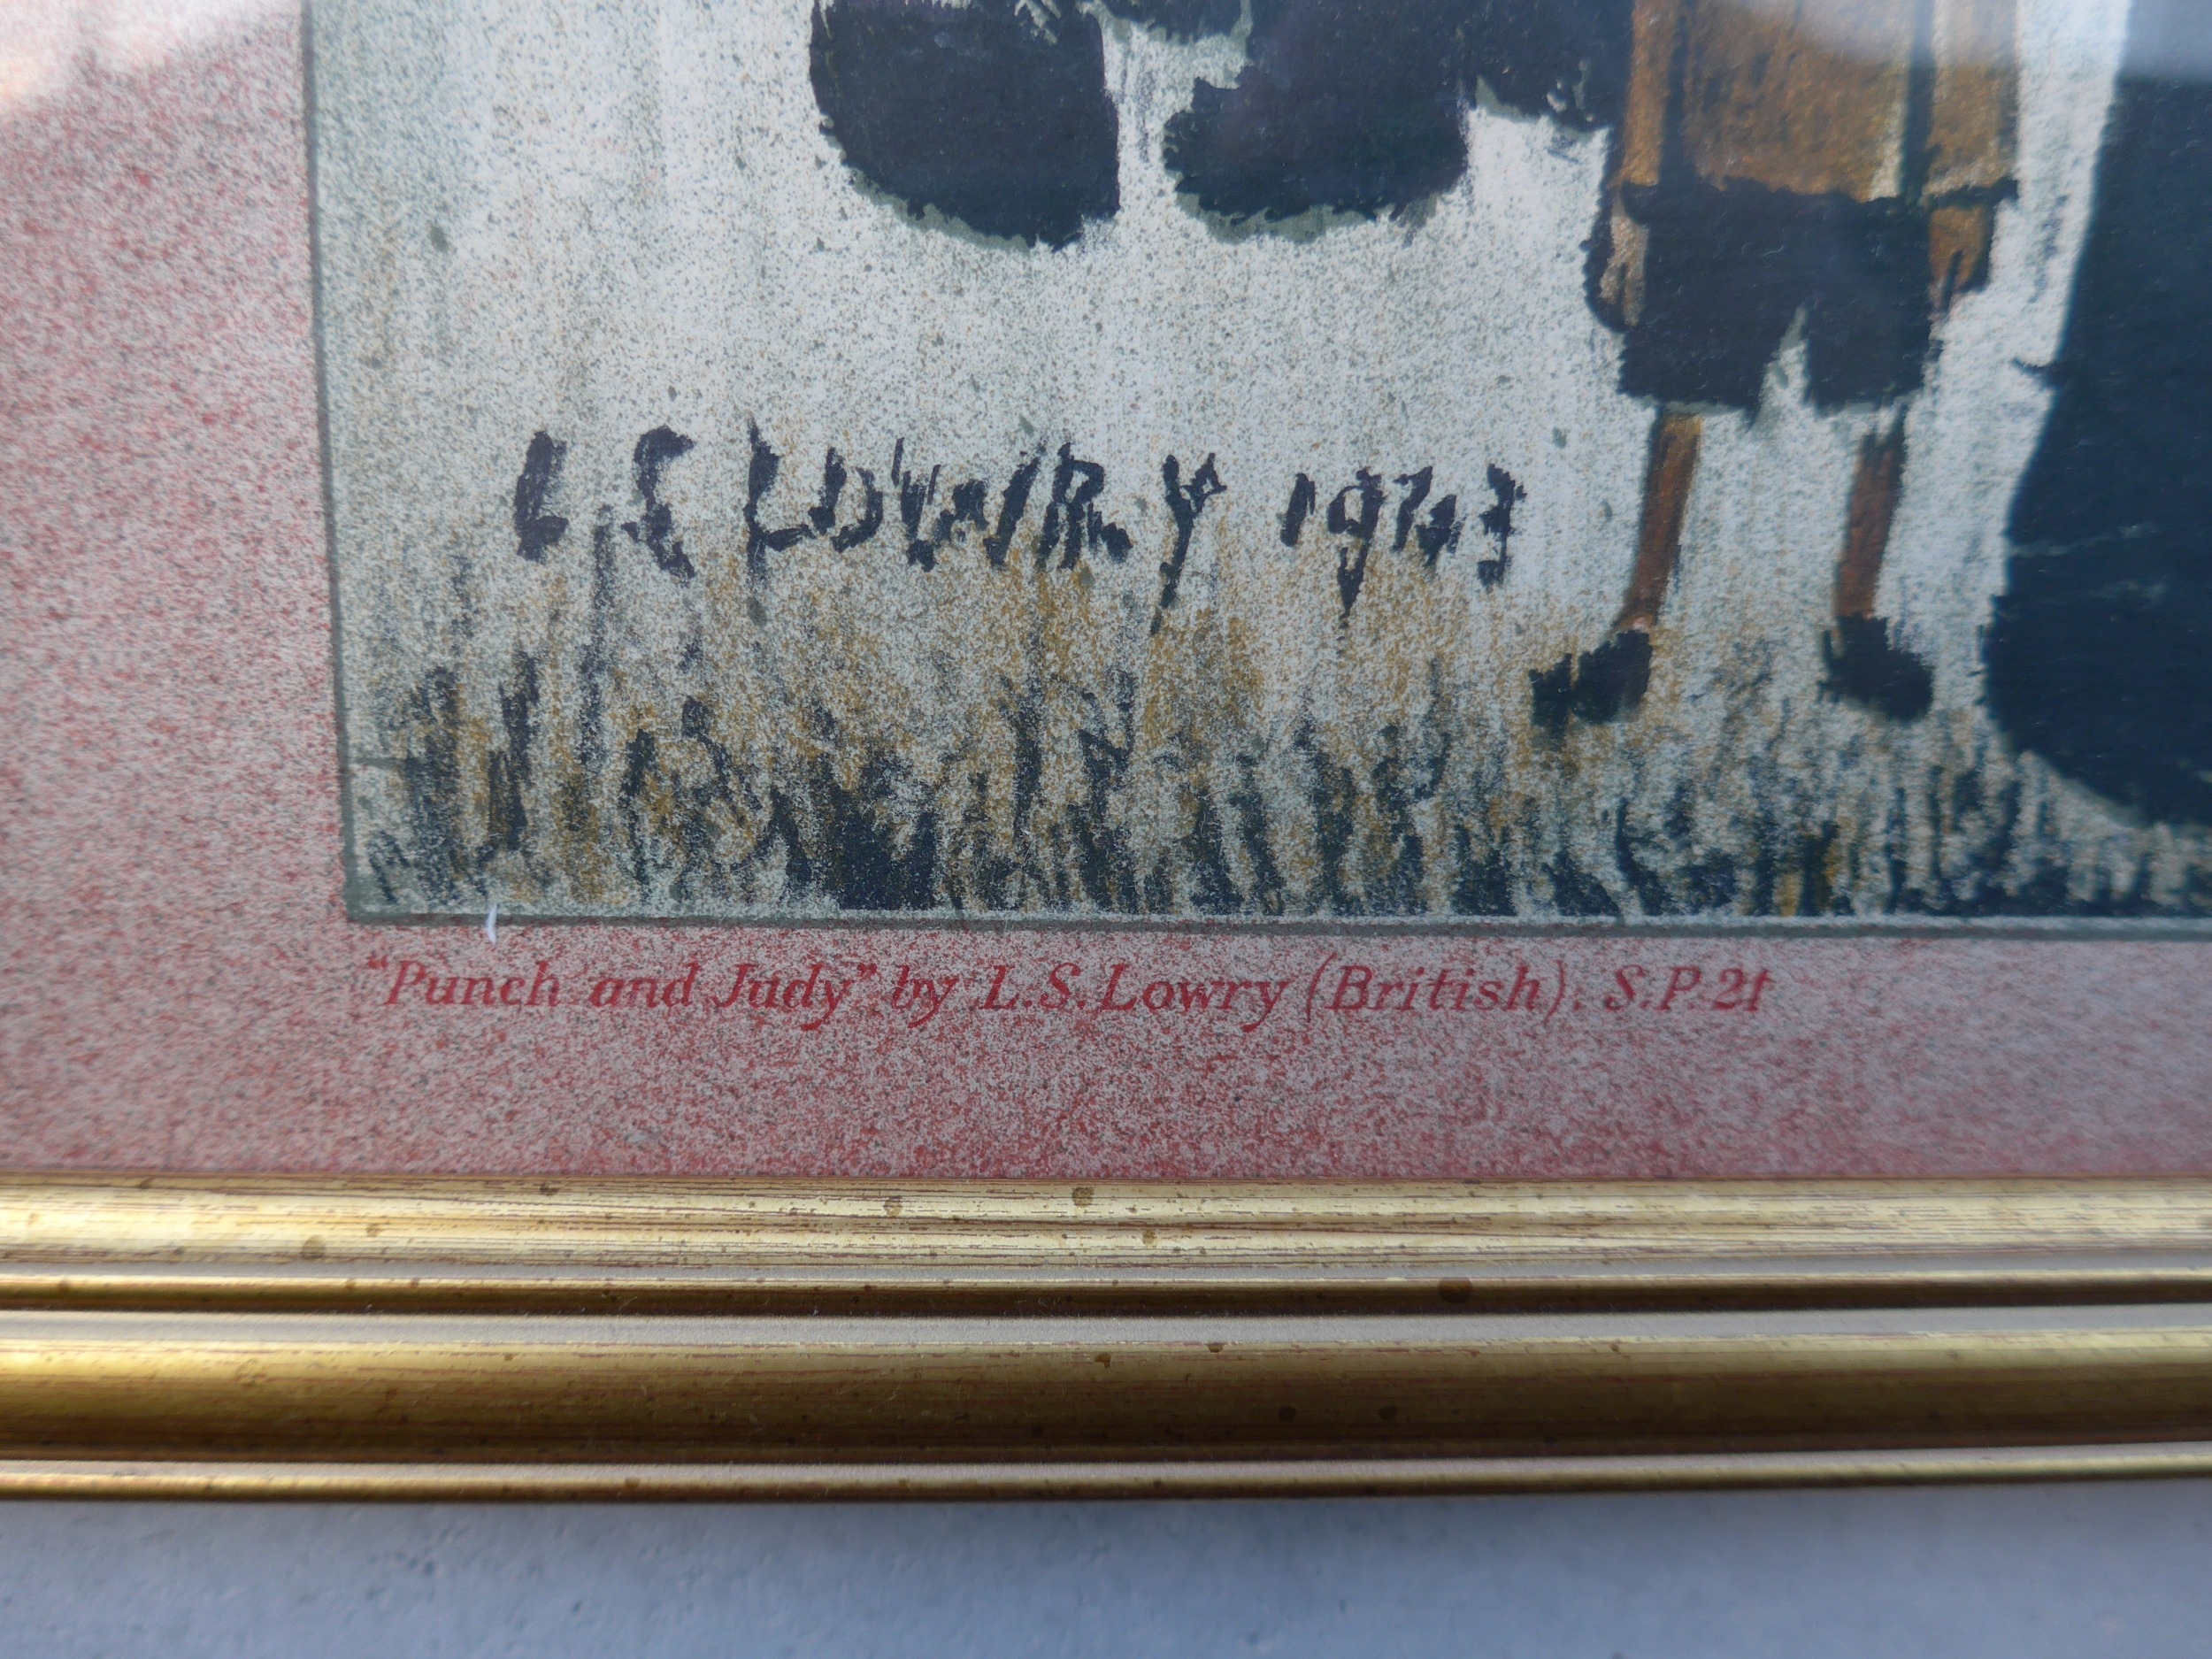 L S LOWRY 1943
“Punch and Judy” by L.S. Lowry (British). S.P. 21